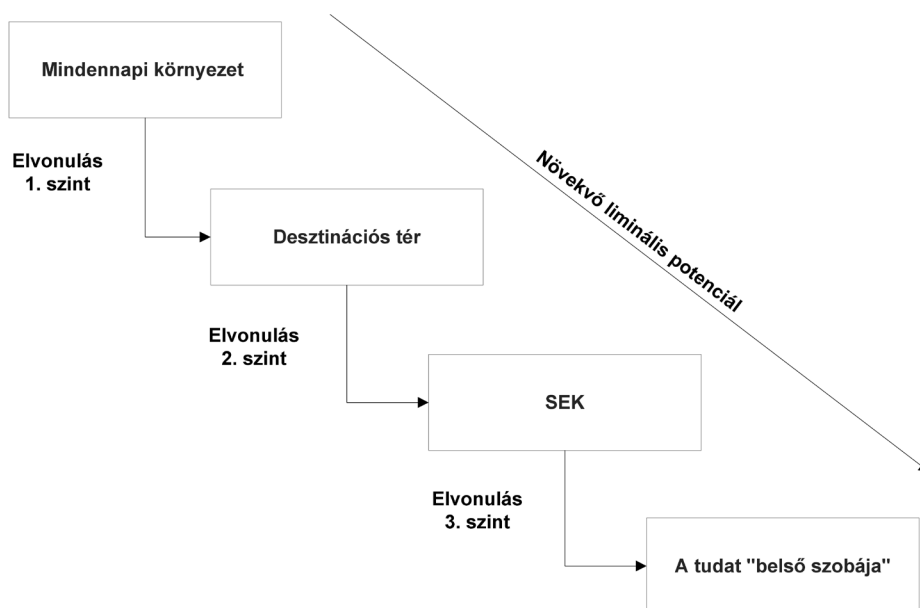 Mindennapi környezet
Elvonulás
1. szint
Desztinációs tér
Növekvő liminális potenciál
Elvonulás
2. szint
SEK
Elvonulás
3. szint
A tudat "belső szobája"